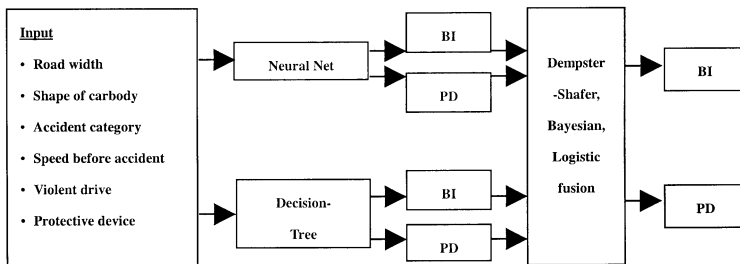 Input
• Road width
• Shape of carbody
• Accident category
• Speed before accident
• Violent drive
• Protective device
Neural Net
BI
PD
Decision-
Tree
BI
PD
Dempster
-Shafer,
Bayesian,
Logistic
fusion
BI
PD